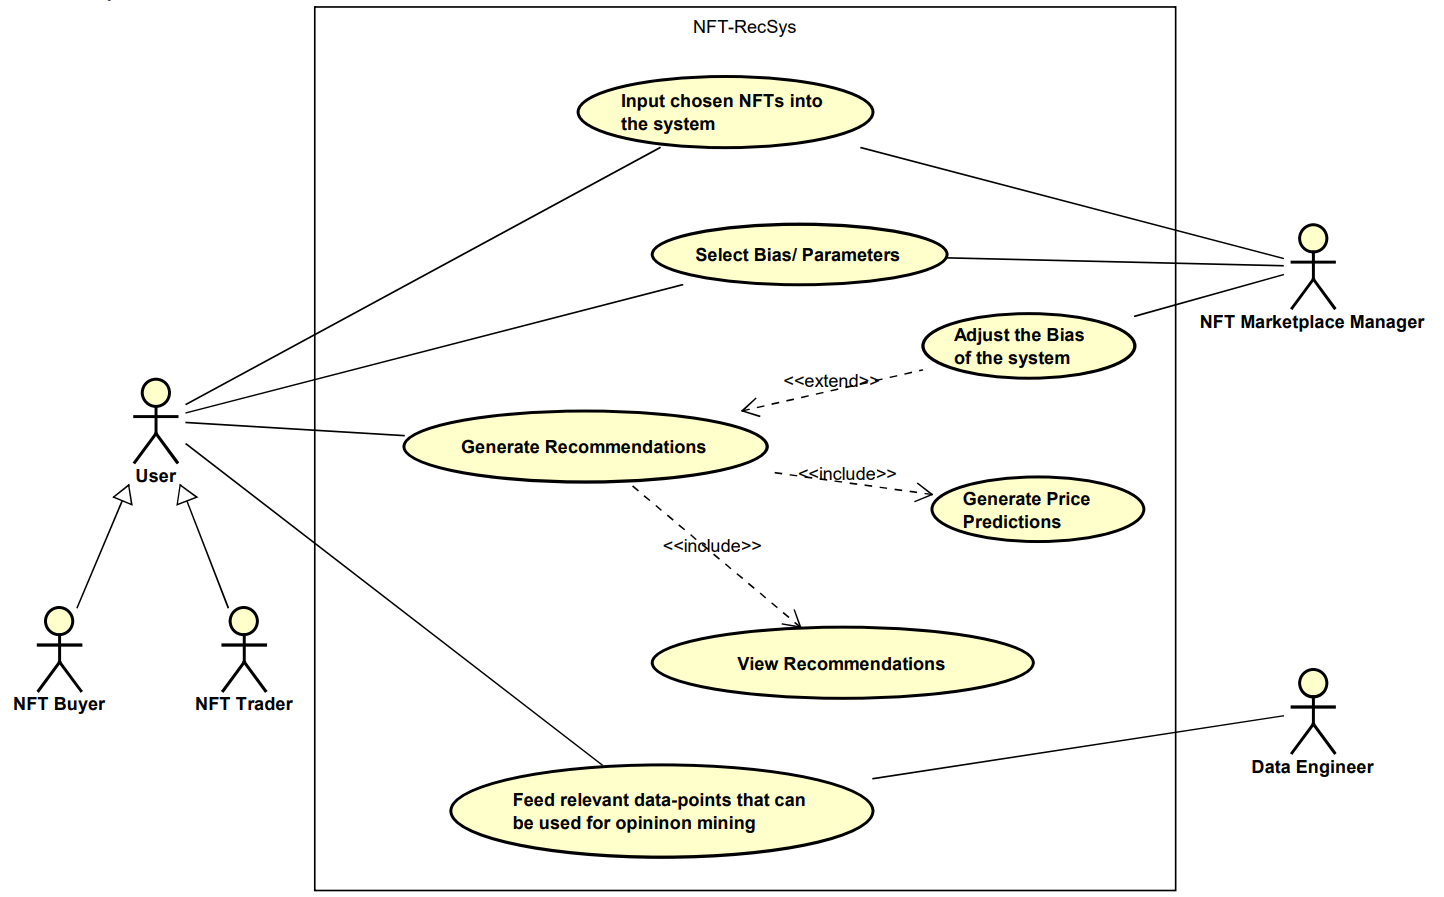 NFT-RecSys
Input chosen NFTs into
the system
Select Bias/ Parameters
NFT Marketplace Manager
Adjust the Bias
of the system
<<extend>>
Generate Recommendations
<<include>>
User
Generate Price
Predictions
<<include>>
View Recommendations
NFT Buyer
NFT Trader
Data Engineer
Feed relevant data-points that can
be used for opininon mining